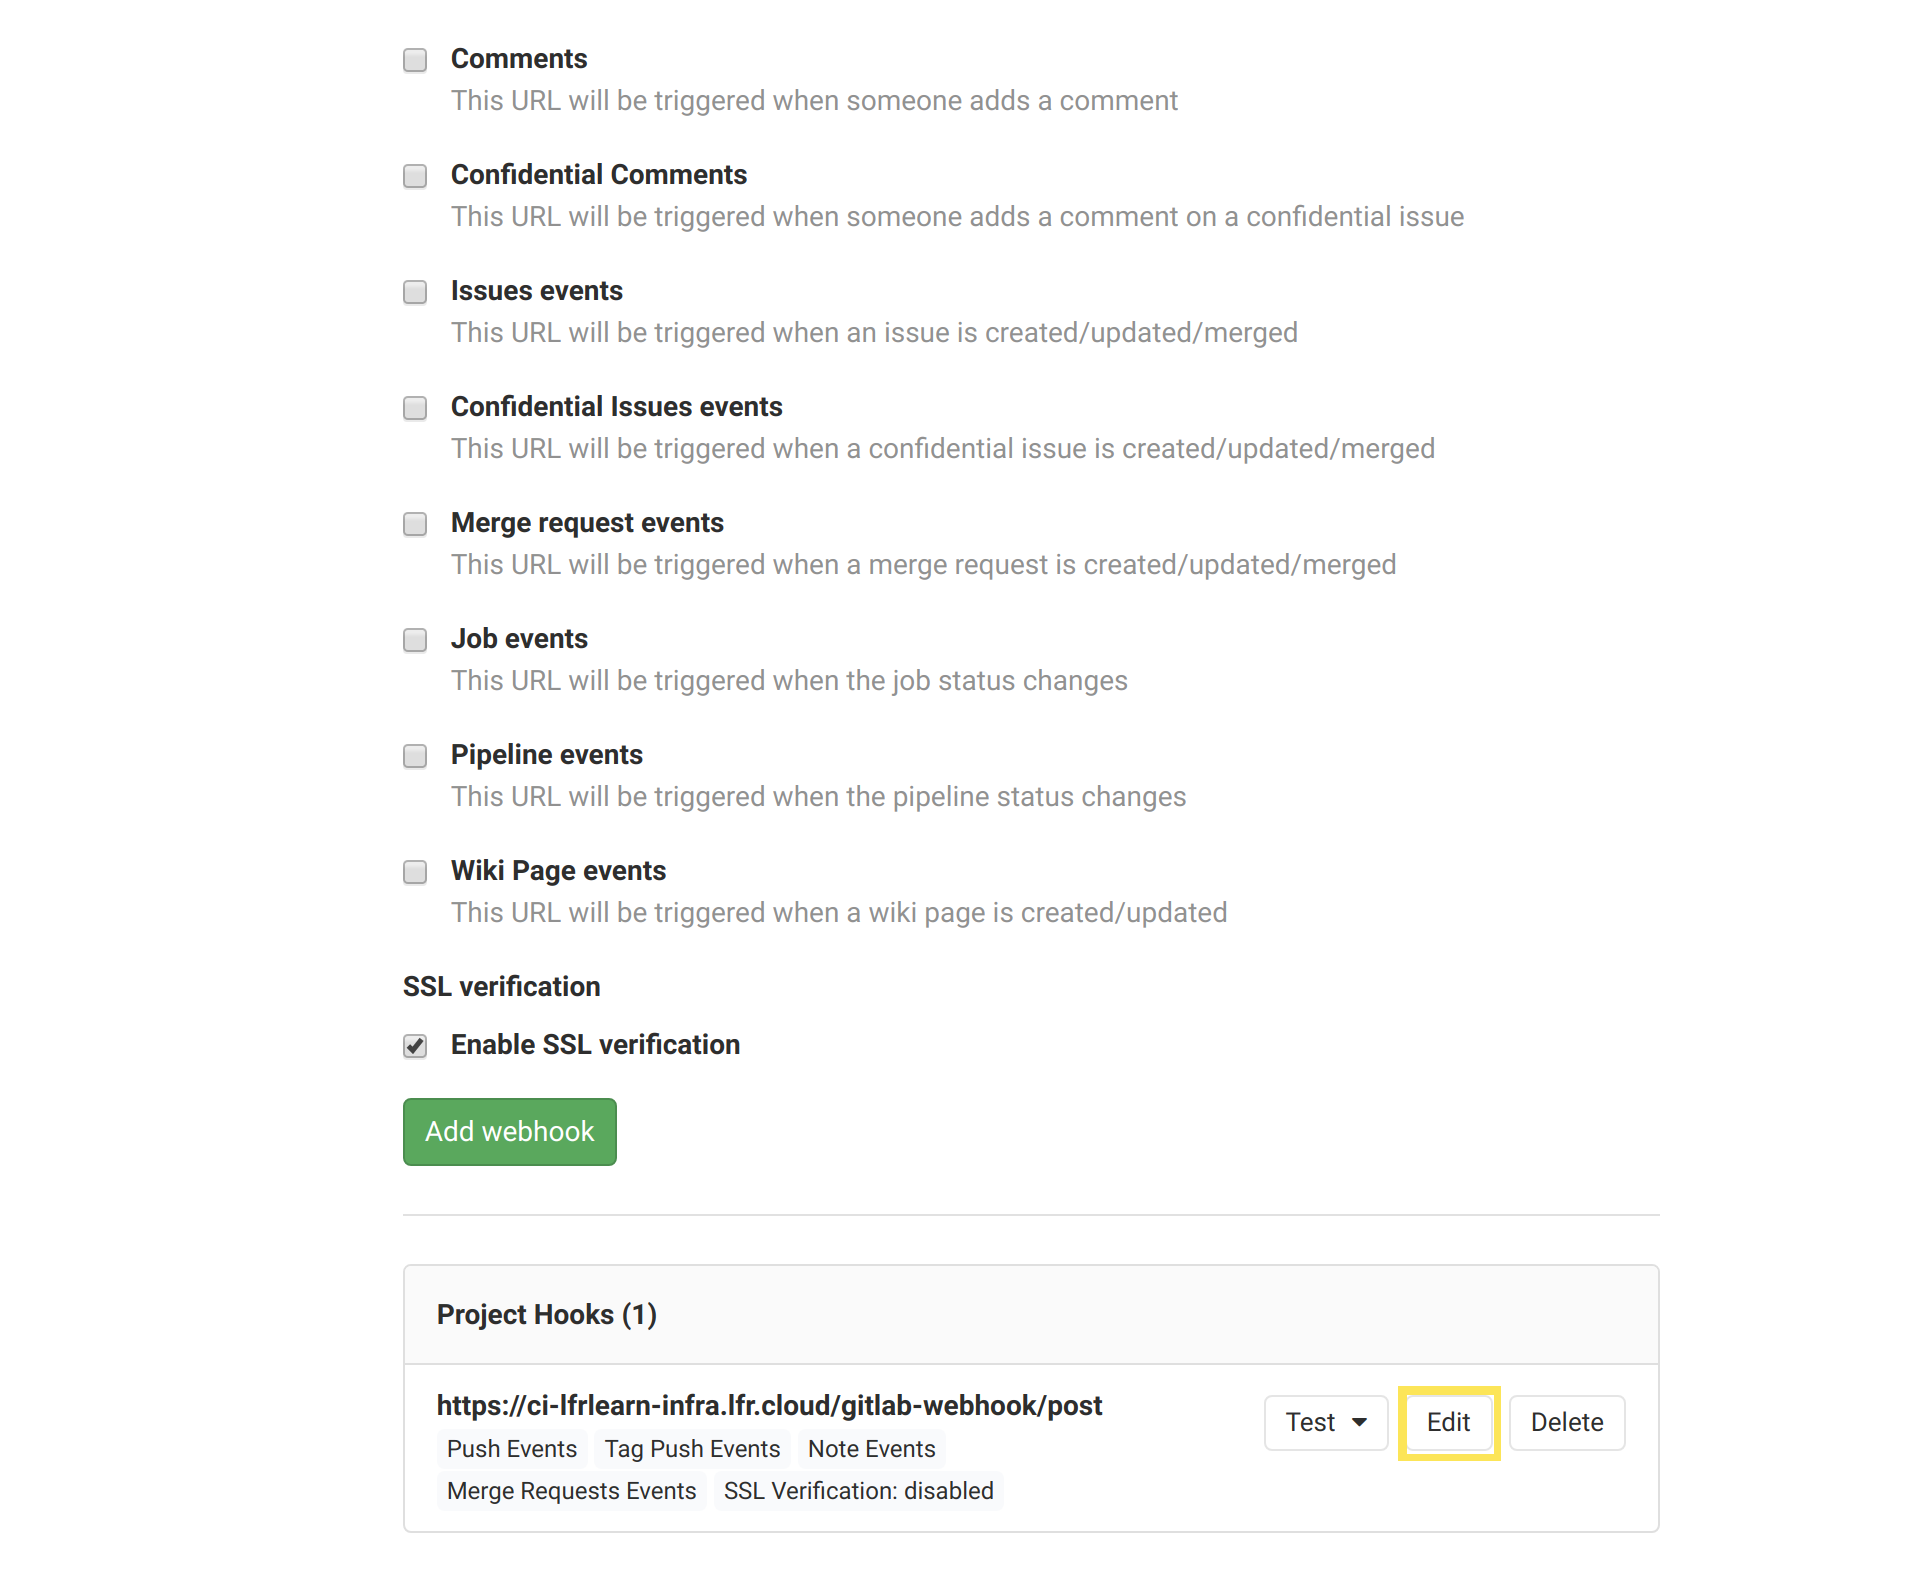 Comments
This URL will be triggered when someone adds a comment
Confidential Comments
This URL will be triggered when someone adds a comment on a confidential issue
Issues events
This URL will be triggered when an issue is created/updated/merged
Confidential Issues events
This URL will be triggered when a confidential issue is created/updated/merged
Merge request events
This URL will be triggered when a merge request is created/updated/merged
Job events
This URL will be triggered when the job status changes
Pipeline events
This URL will be triggered when the pipeline status changes
Wiki Page events
This URL will be triggered when a wiki page is created/updated
SSL verification
Enable SSL verification
Add webhook
Project Hooks (1)
https://ci-lfrlearn-infra.lfr.cloud/gitlab-webhook/post
Test Edit Delete
Push Events Tag Push Events Note Events
Merge Requests Events SSL Verification: disabled